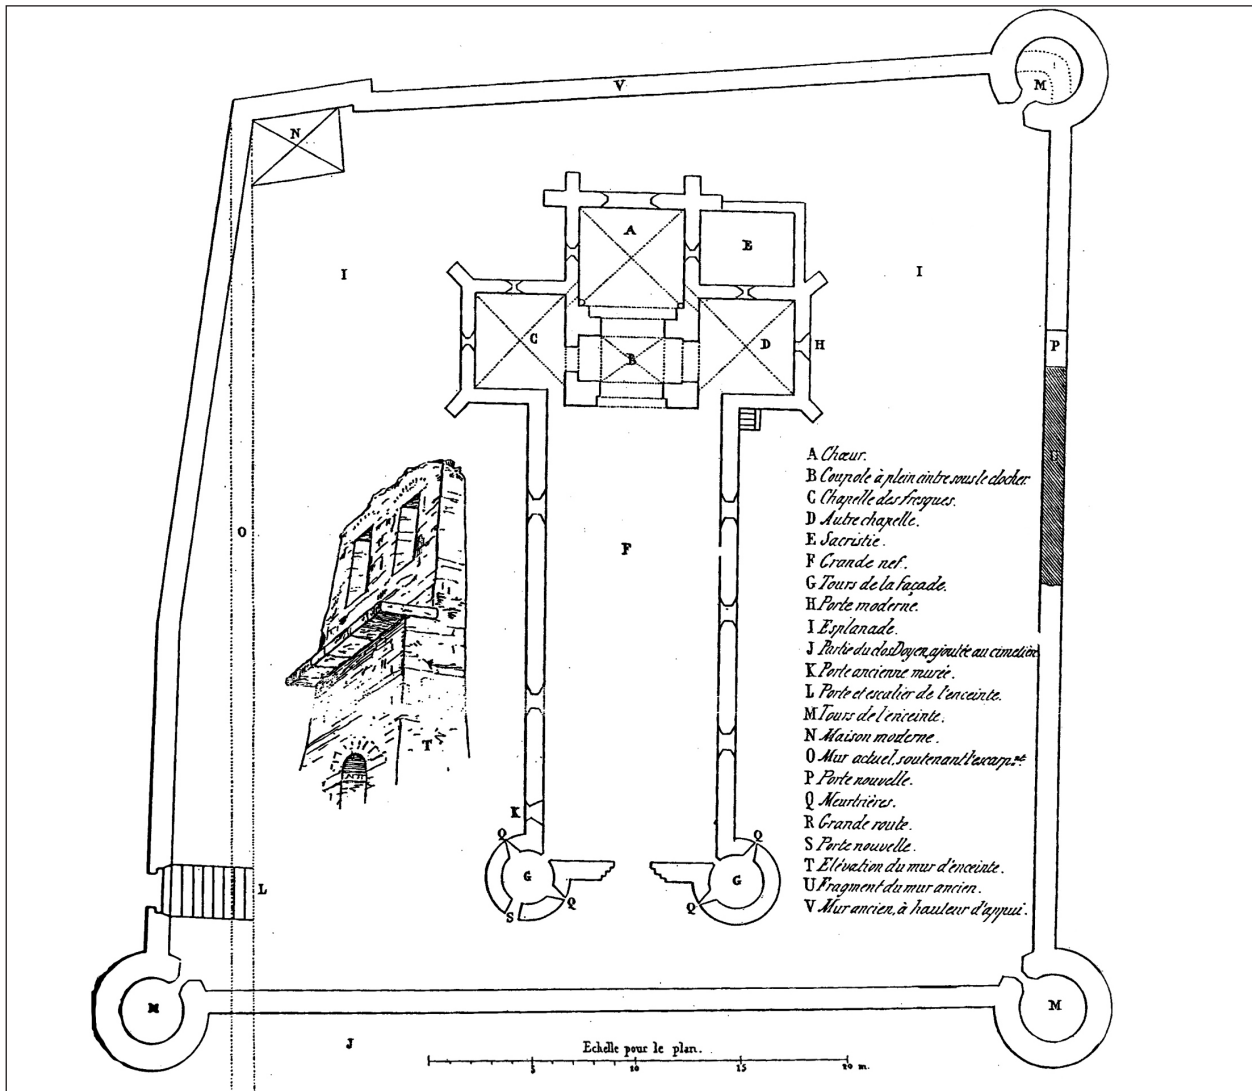 V
M
N
A
E
I
I
C
B
D
H
P
U
O
F
T
K
Q
Q
G
G
Q
Q
S
L
M
M
J
A Chœur.
B Coupole à plein cintre sous le clocher
C Chapelle des fresques.
D Autre chapelle.
E Sacristie.
F Grande nef.
G Tours de la façade.
H Porte moderne.
I Esplanade.
J Partie du clos Doyen, ajoutée au cimetière
K Porte ancienne murée.
L Porte et escalier de l'enceinte.
M Tours de l'enceinte.
N Maison moderne.
O Mur actuel, soutenant l'escarp.nt
P Porte nouvelle.
Q Meurtrières.
R Grande route.
S Porte nouvelle.
T Elévation du mur d'enceinte.
U Fragment du mur ancien.
V Mur ancien, à hauteur d'appui.
Echelle pour le plan.
5 10 15 20 m.